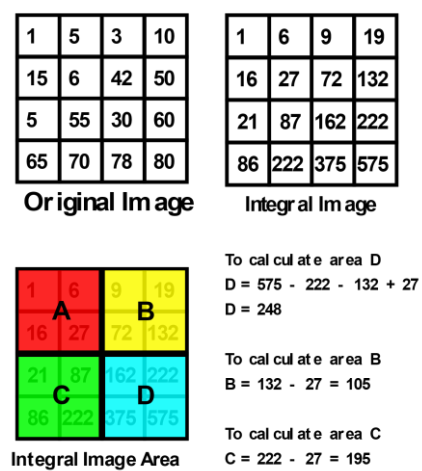 1 5 3 10
15 6 42 50
5 55 30 60
65 70 78 80
Original Image
1 6 9 19
16 27 72 132
21 87 162 222
86 222 375 575
Integral Image
To calculate area D
D = 575 - 222 - 132 + 27
D = 248
1 6 9 19
A B
16 27 72 132
21 87 162 222
C D
86 222 375 575
Integral Image Area
To calculate area B
B = 132 - 27 = 105
To calculate area C
C = 222 - 27 = 195